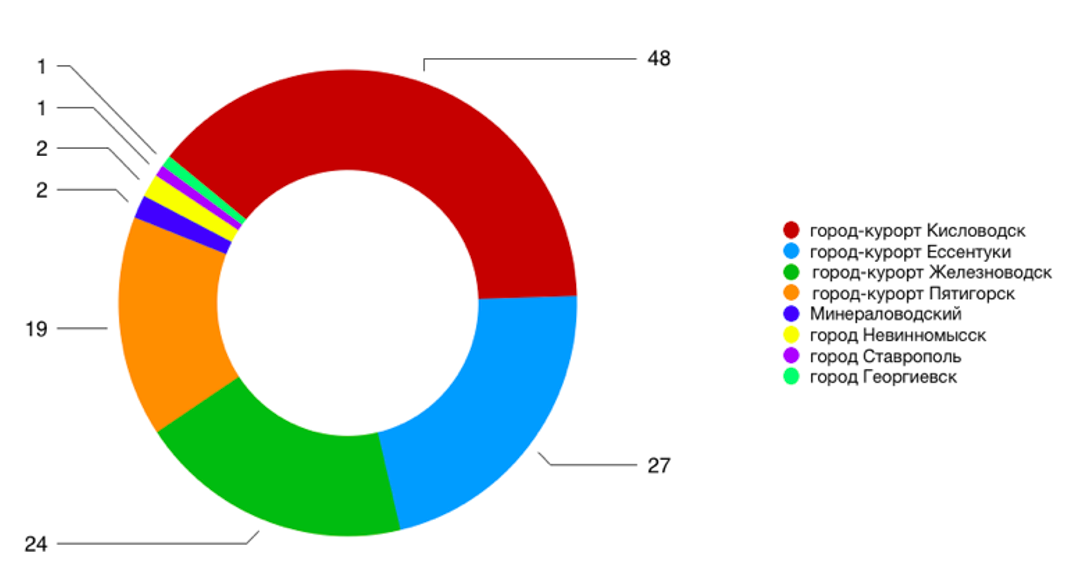 48
1
1
2
2
19
24
27
город-курорт Кисловодск
город-курорт Ессентуки
город-курорт Железноводск
город-курорт Пятигорск
Минераловодский
город Невинномысск
город Ставрополь
город Георгиевск